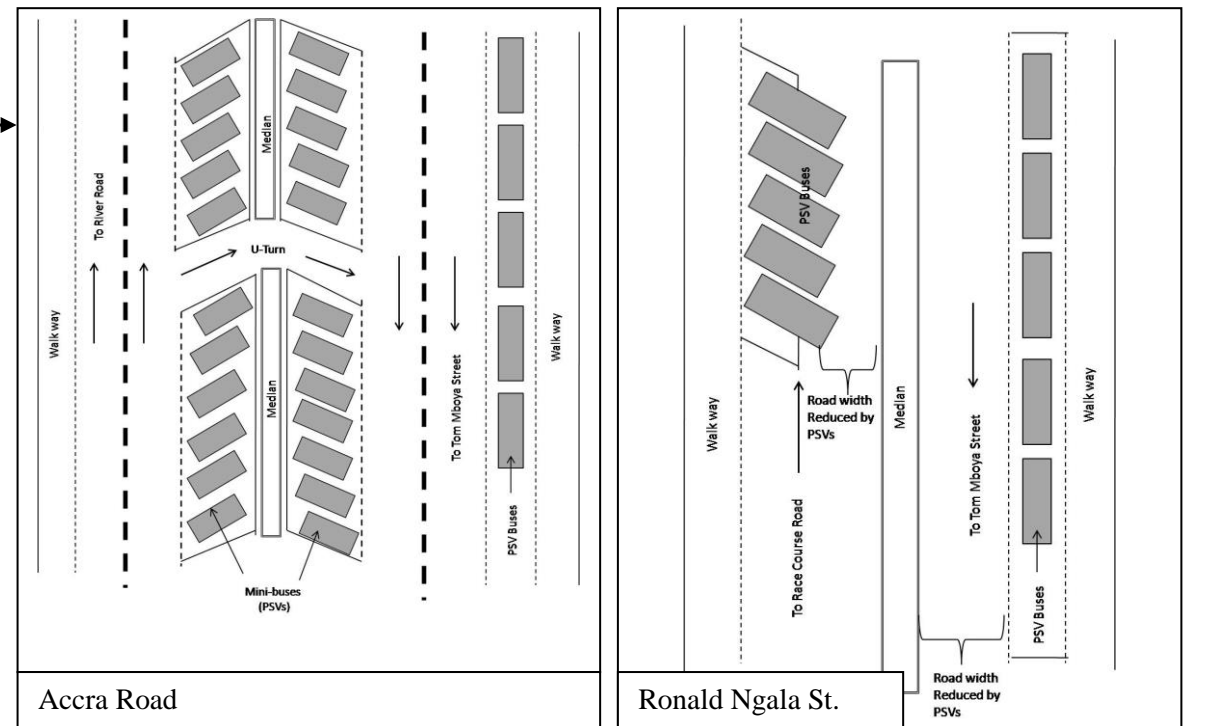 Walk way
To River Road
Median
U-Turn
Median
Mini-buses
(PSVs)
To Tom Mboya Street
PSV Buses
Walk way
Accra Road
Walk way
PSV Buses
To Race Course Road
Road width
Reduced by
PSVs
Median
To Tom Mboya Street
Road width
Reduced by
PSVs
PSV Buses
Walk way
Ronald Ngala St.